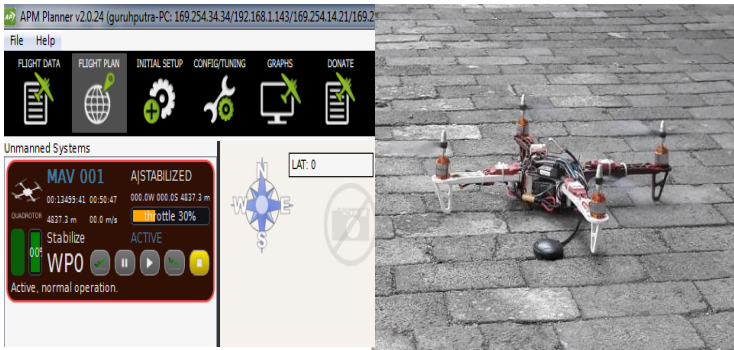 APM Planner v2.0.24 (guruhputra-PC: 169.254.34.34/192.168.1.143/169.254.14.21/169.2
File Help
FLIGHT DATA FLIGHT PLAN INITIAL SETUP CONFIG/TUNING GRAPHS DONATE
Unmanned Systems
MAV 001 A|STABILIZED
00:13459:41 00:50:47 000.0W 000.0S 4837.3 m
QUADROTOR 4837.3 m 00.0 m/s throttle 30%
Stabilize ACTIVE
00°
WP0
Active, normal operation.
LAT: 0
N
W E
S